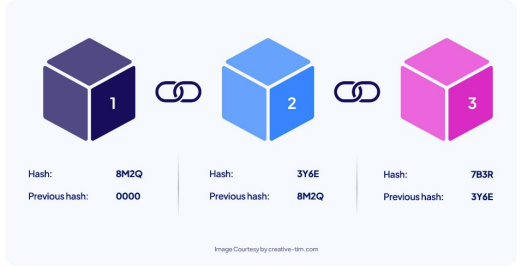 1
2
3
Hash: 8M2Q
Previous hash: 0000
Hash: 3Y6E
Previous hash: 8M2Q
Hash: 7B3R
Previous hash: 3Y6E
Image Courtesy by creative-tim.com